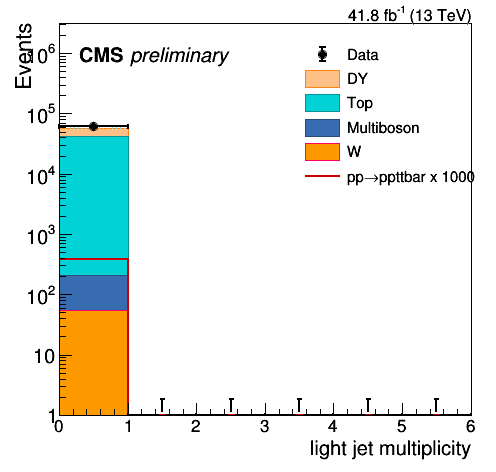 41.8 fb⁻¹ (13 TeV)
Events
CMS preliminary
Data
DY
Top
Multiboson
W
pp→ppttbar x 1000
10⁶
10⁵
10⁴
10³
10²
10
1
0 1 2 3 4 5 6
light jet multiplicity